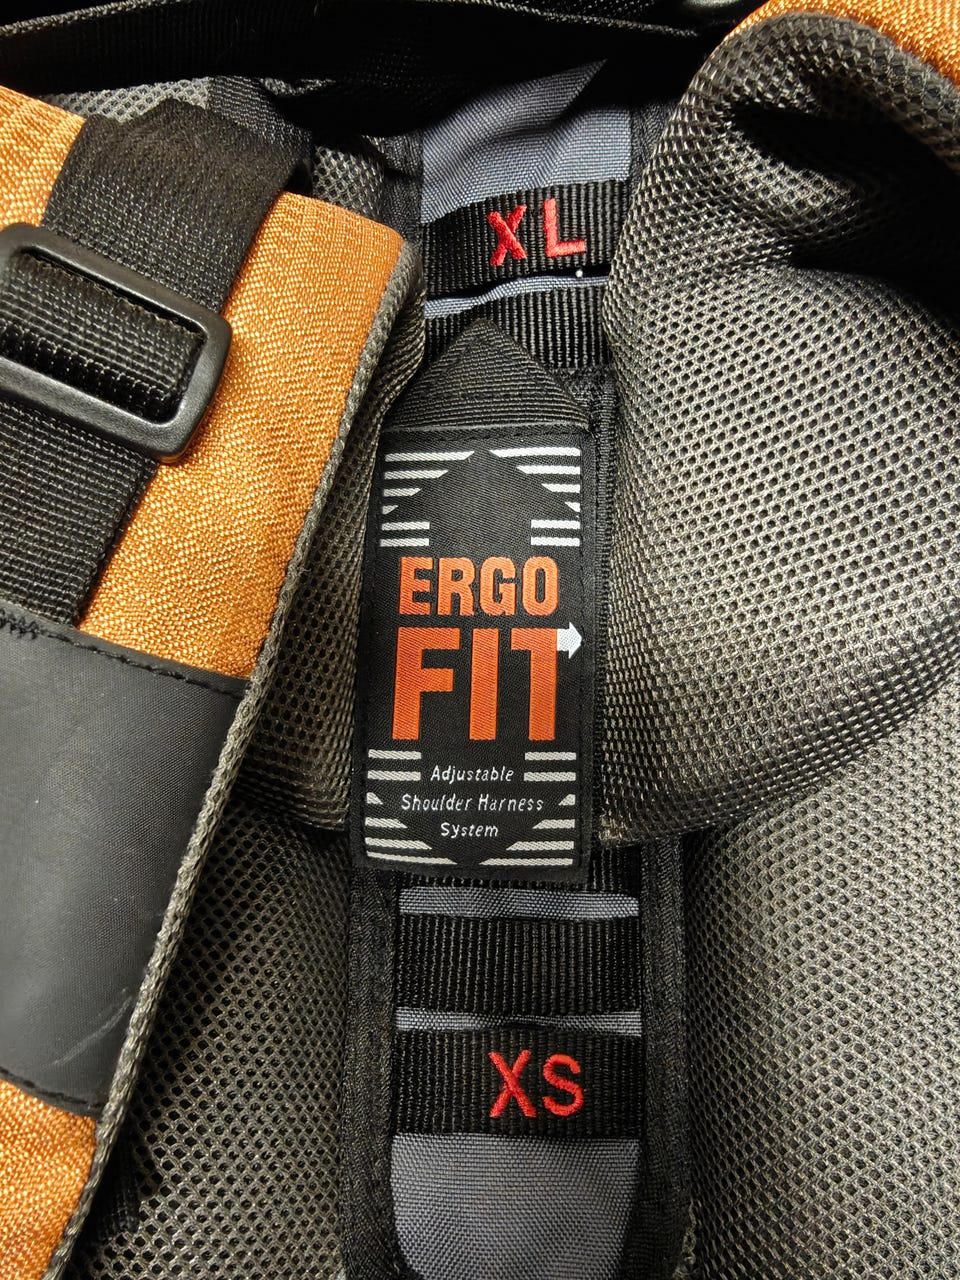 XL
ERGO
FIT
Adjustable
Shoulder Harness
System
XS